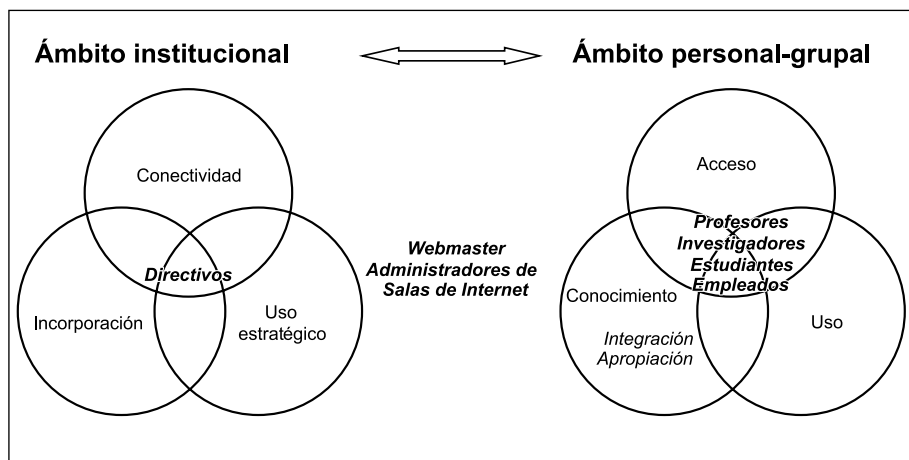 Ámbito institucional
Ámbito personal-grupal
Conectividad
Directivos
Incorporación
Uso
estratégico
Webmaster
Administradores de
Salas de Internet
Acceso
Profesores
Investigadores
Estudiantes
Empleados
Conocimiento
Integración
Apropiación
Uso